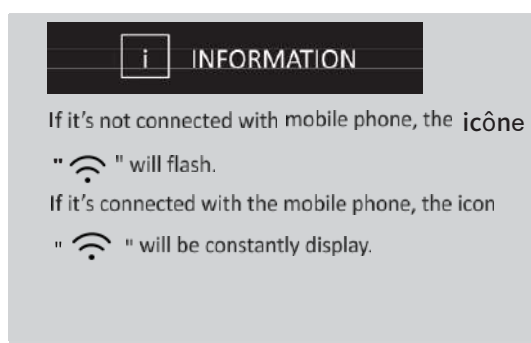 i INFORMATION
If it's not connected with mobile phone, the icône
" " will flash.
If it's connected with the mobile phone, the icon
" " will be constantly display.